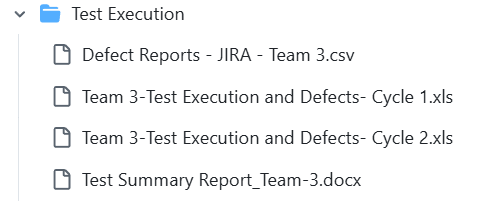 Test Execution
Defect Reports - JIRA - Team 3.csv
Team 3-Test Execution and Defects- Cycle 1.xls
Team 3-Test Execution and Defects- Cycle 2.xls
Test Summary Report_Team-3.docx